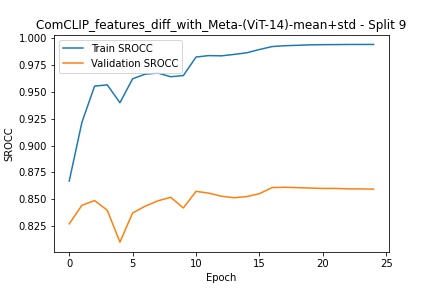 ComCLIP_features_diff_with_Meta-(ViT-14)-mean+std - Split 9
1.000
0.975
0.950
0.925
0.900
0.875
0.850
0.825
SROCC
Train SROCC
Validation SROCC
0 5 10 15 20 25
Epoch